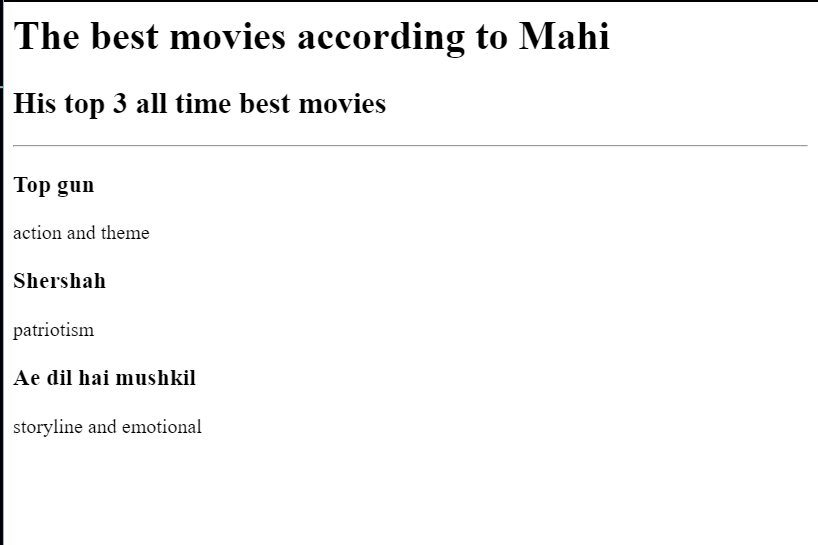 The best movies according to Mahi
His top 3 all time best movies
Top gun
action and theme
Shershah
patriotism
Ae dil hai mushkil
storyline and emotional